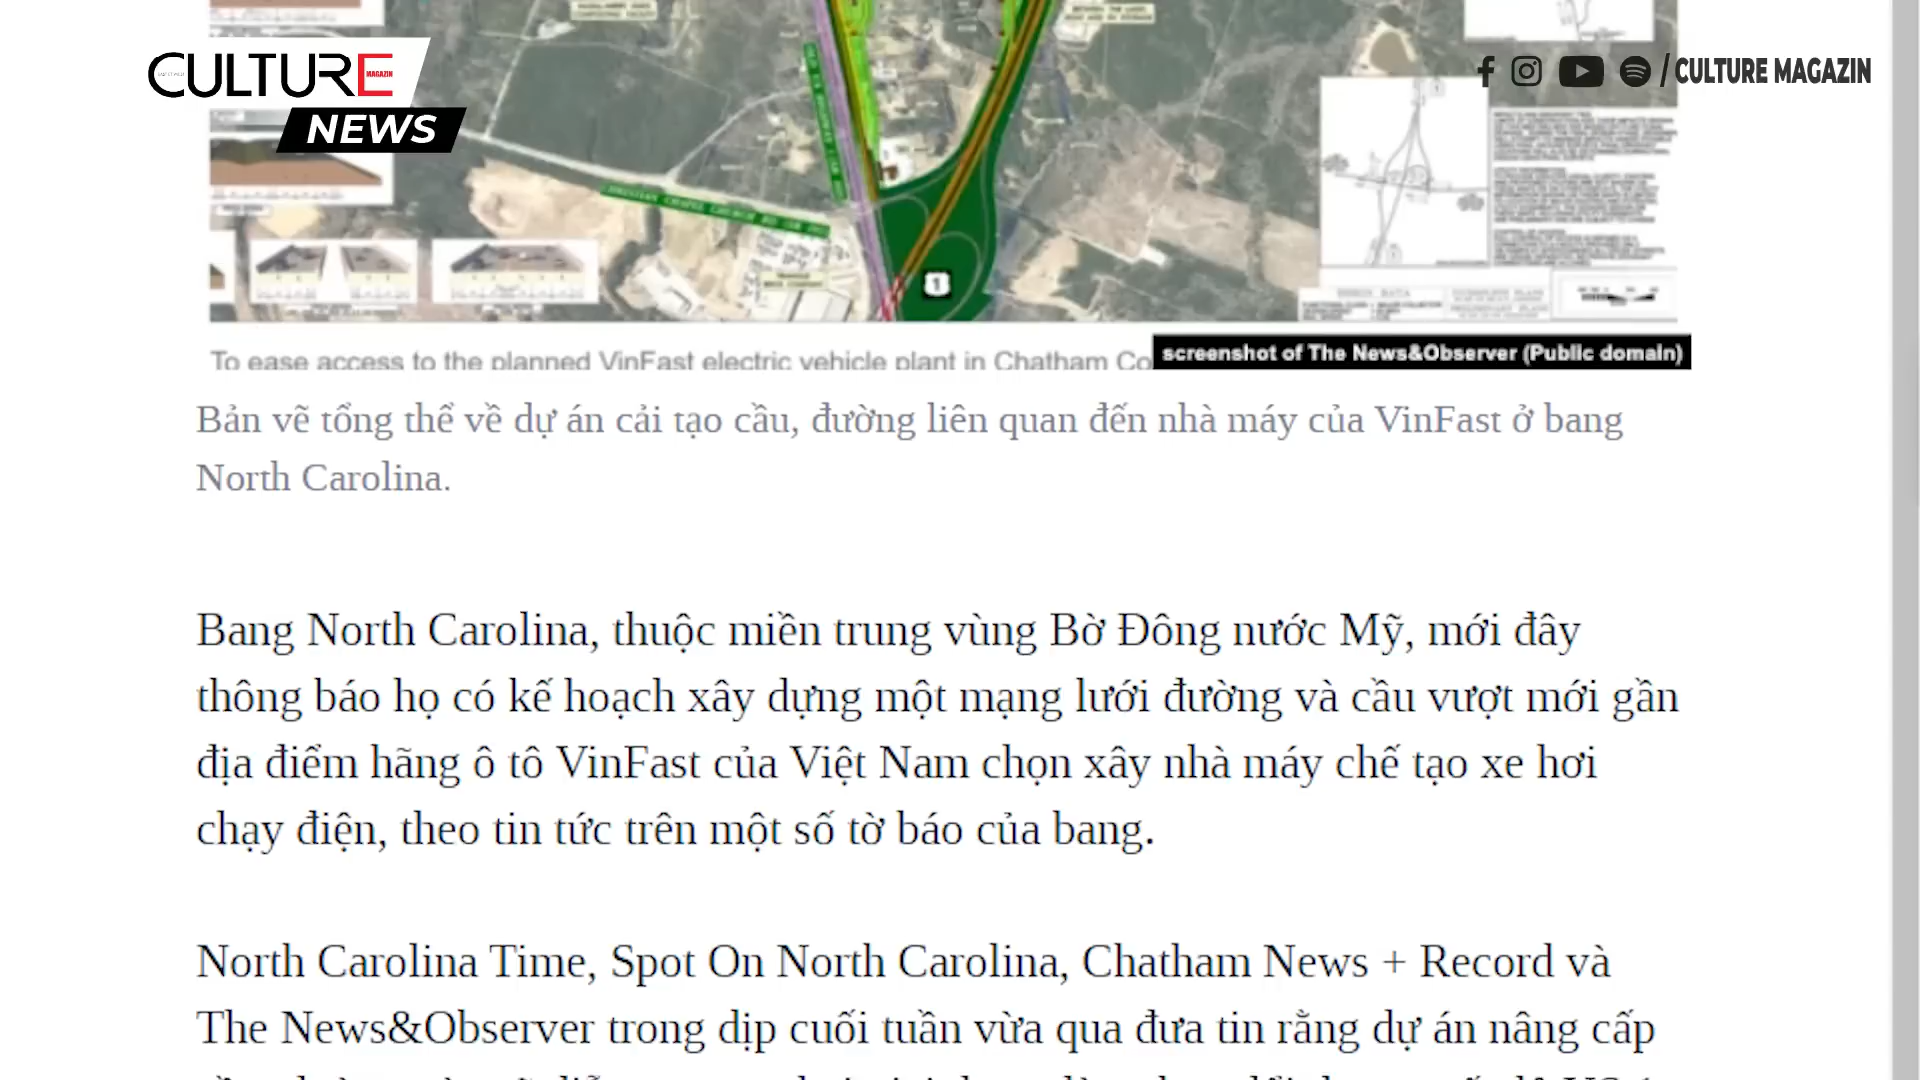 CULTURE
MAGAZIN
NEWS
/ CULTURE MAGAZIN
1
To ease access to the planned VinFast electric vehicle plant in Chatham Co
screenshot of The News&Observer (Public domain)
Bản vẽ tổng thể về dự án cải tạo cầu, đường liên quan đến nhà máy của VinFast ở bang
North Carolina.
Bang North Carolina, thuộc miền trung vùng Bờ Đông nước Mỹ, mới đây
thông báo họ có kế hoạch xây dựng một mạng lưới đường và cầu vượt mới gần
địa điểm hãng ô tô VinFast của Việt Nam chọn xây nhà máy chế tạo xe hơi
chạy điện, theo tin tức trên một số tờ báo của bang.
North Carolina Time, Spot On North Carolina, Chatham News + Record và
The News&Observer trong dịp cuối tuần vừa qua đưa tin rằng dự án nâng cấp